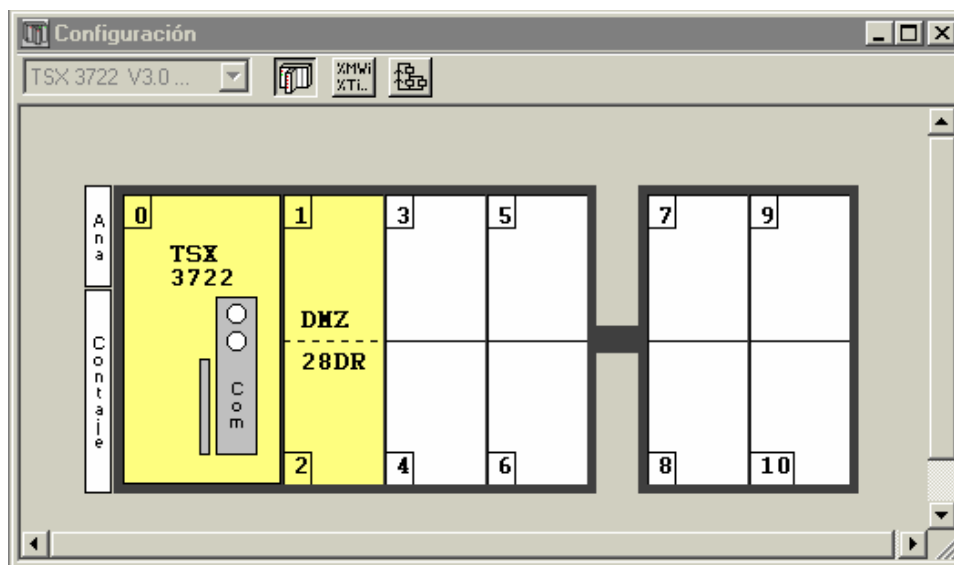 Configuración
TSX 3722 V3.0 ...
XMWi
XTi..
Ana
Contaje
0
TSX
3722
Com
1
DMZ
28DR
2
3
4
5
6
7
8
9
10